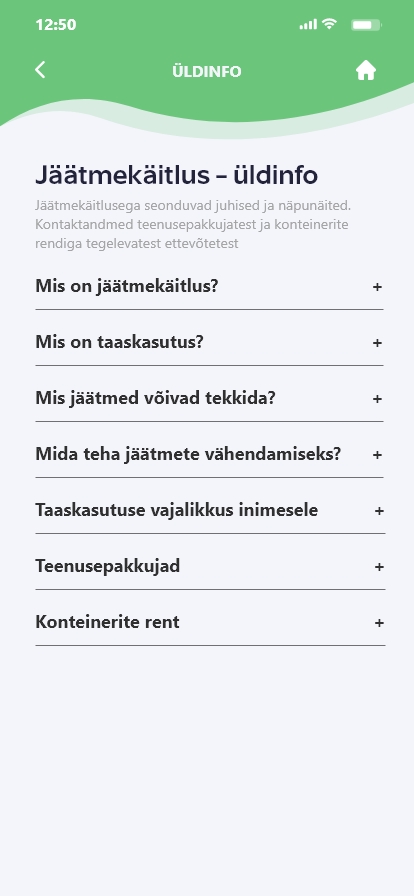 12:50
ÜLDINFO
Jäätmekäitlus – üldinfo
Jäätmekäitlusega seonduvad juhised ja näpunäited.
Kontaktandmed teenusepakkujatest ja konteinerite
rendiga tegelevatest ettevõtetest
Mis on jäätmekäitlus? +
Mis on taaskasutus? +
Mis jäätmed võivad tekkida? +
Mida teha jäätmete vähendamiseks? +
Taaskasutuse vajalikkus inimesele +
Teenusepakkujad +
Konteinerite rent +